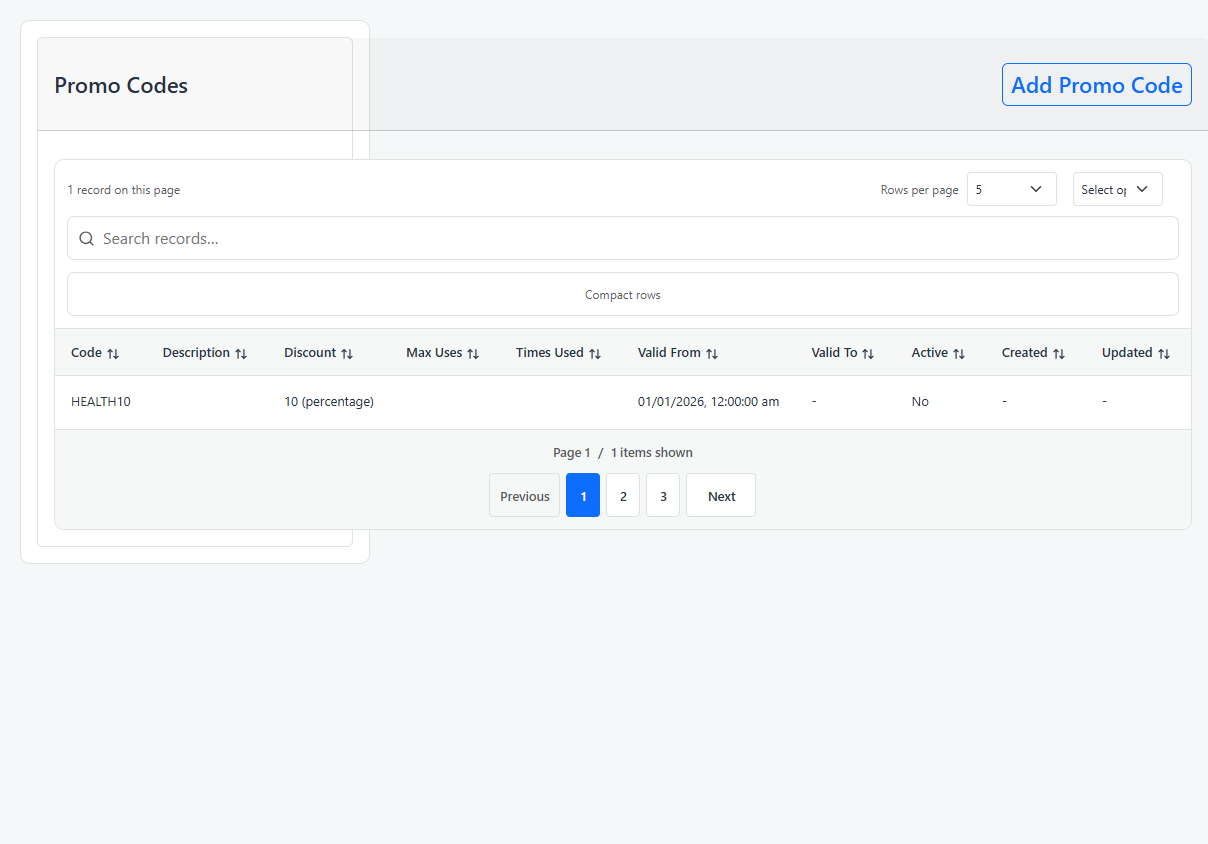 Promo Codes
Add Promo Code
1 record on this page
Rows per page 5 Select op
Search records...
Compact rows
Code Description Discount Max Uses Times Used Valid From Valid To Active Created Updated
HEALTH10 10 (percentage) 01/01/2026, 12:00:00 am - No - -
Page 1 / 1 items shown
Previous 1 2 3 Next